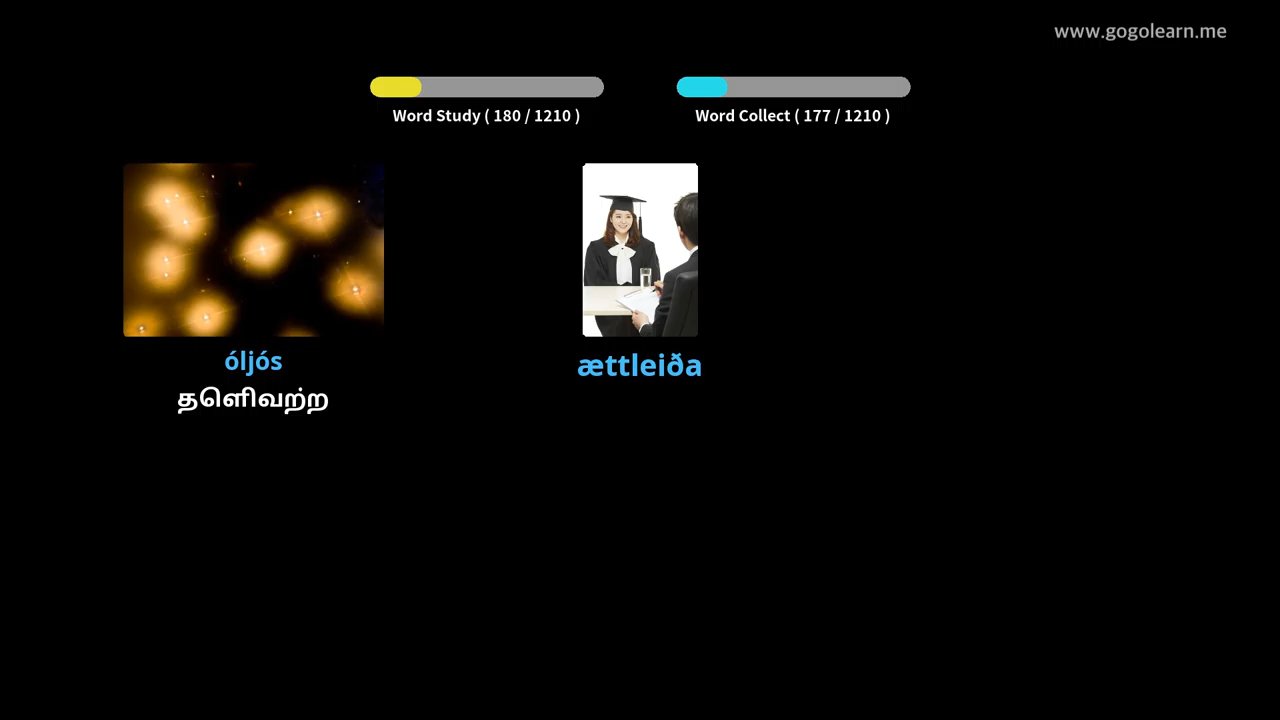 www.gogolearn.me
Word Study ( 180 / 1210 )
Word Collect ( 177 / 1210 )
óljós
தெளிவற்ற
ættleiða